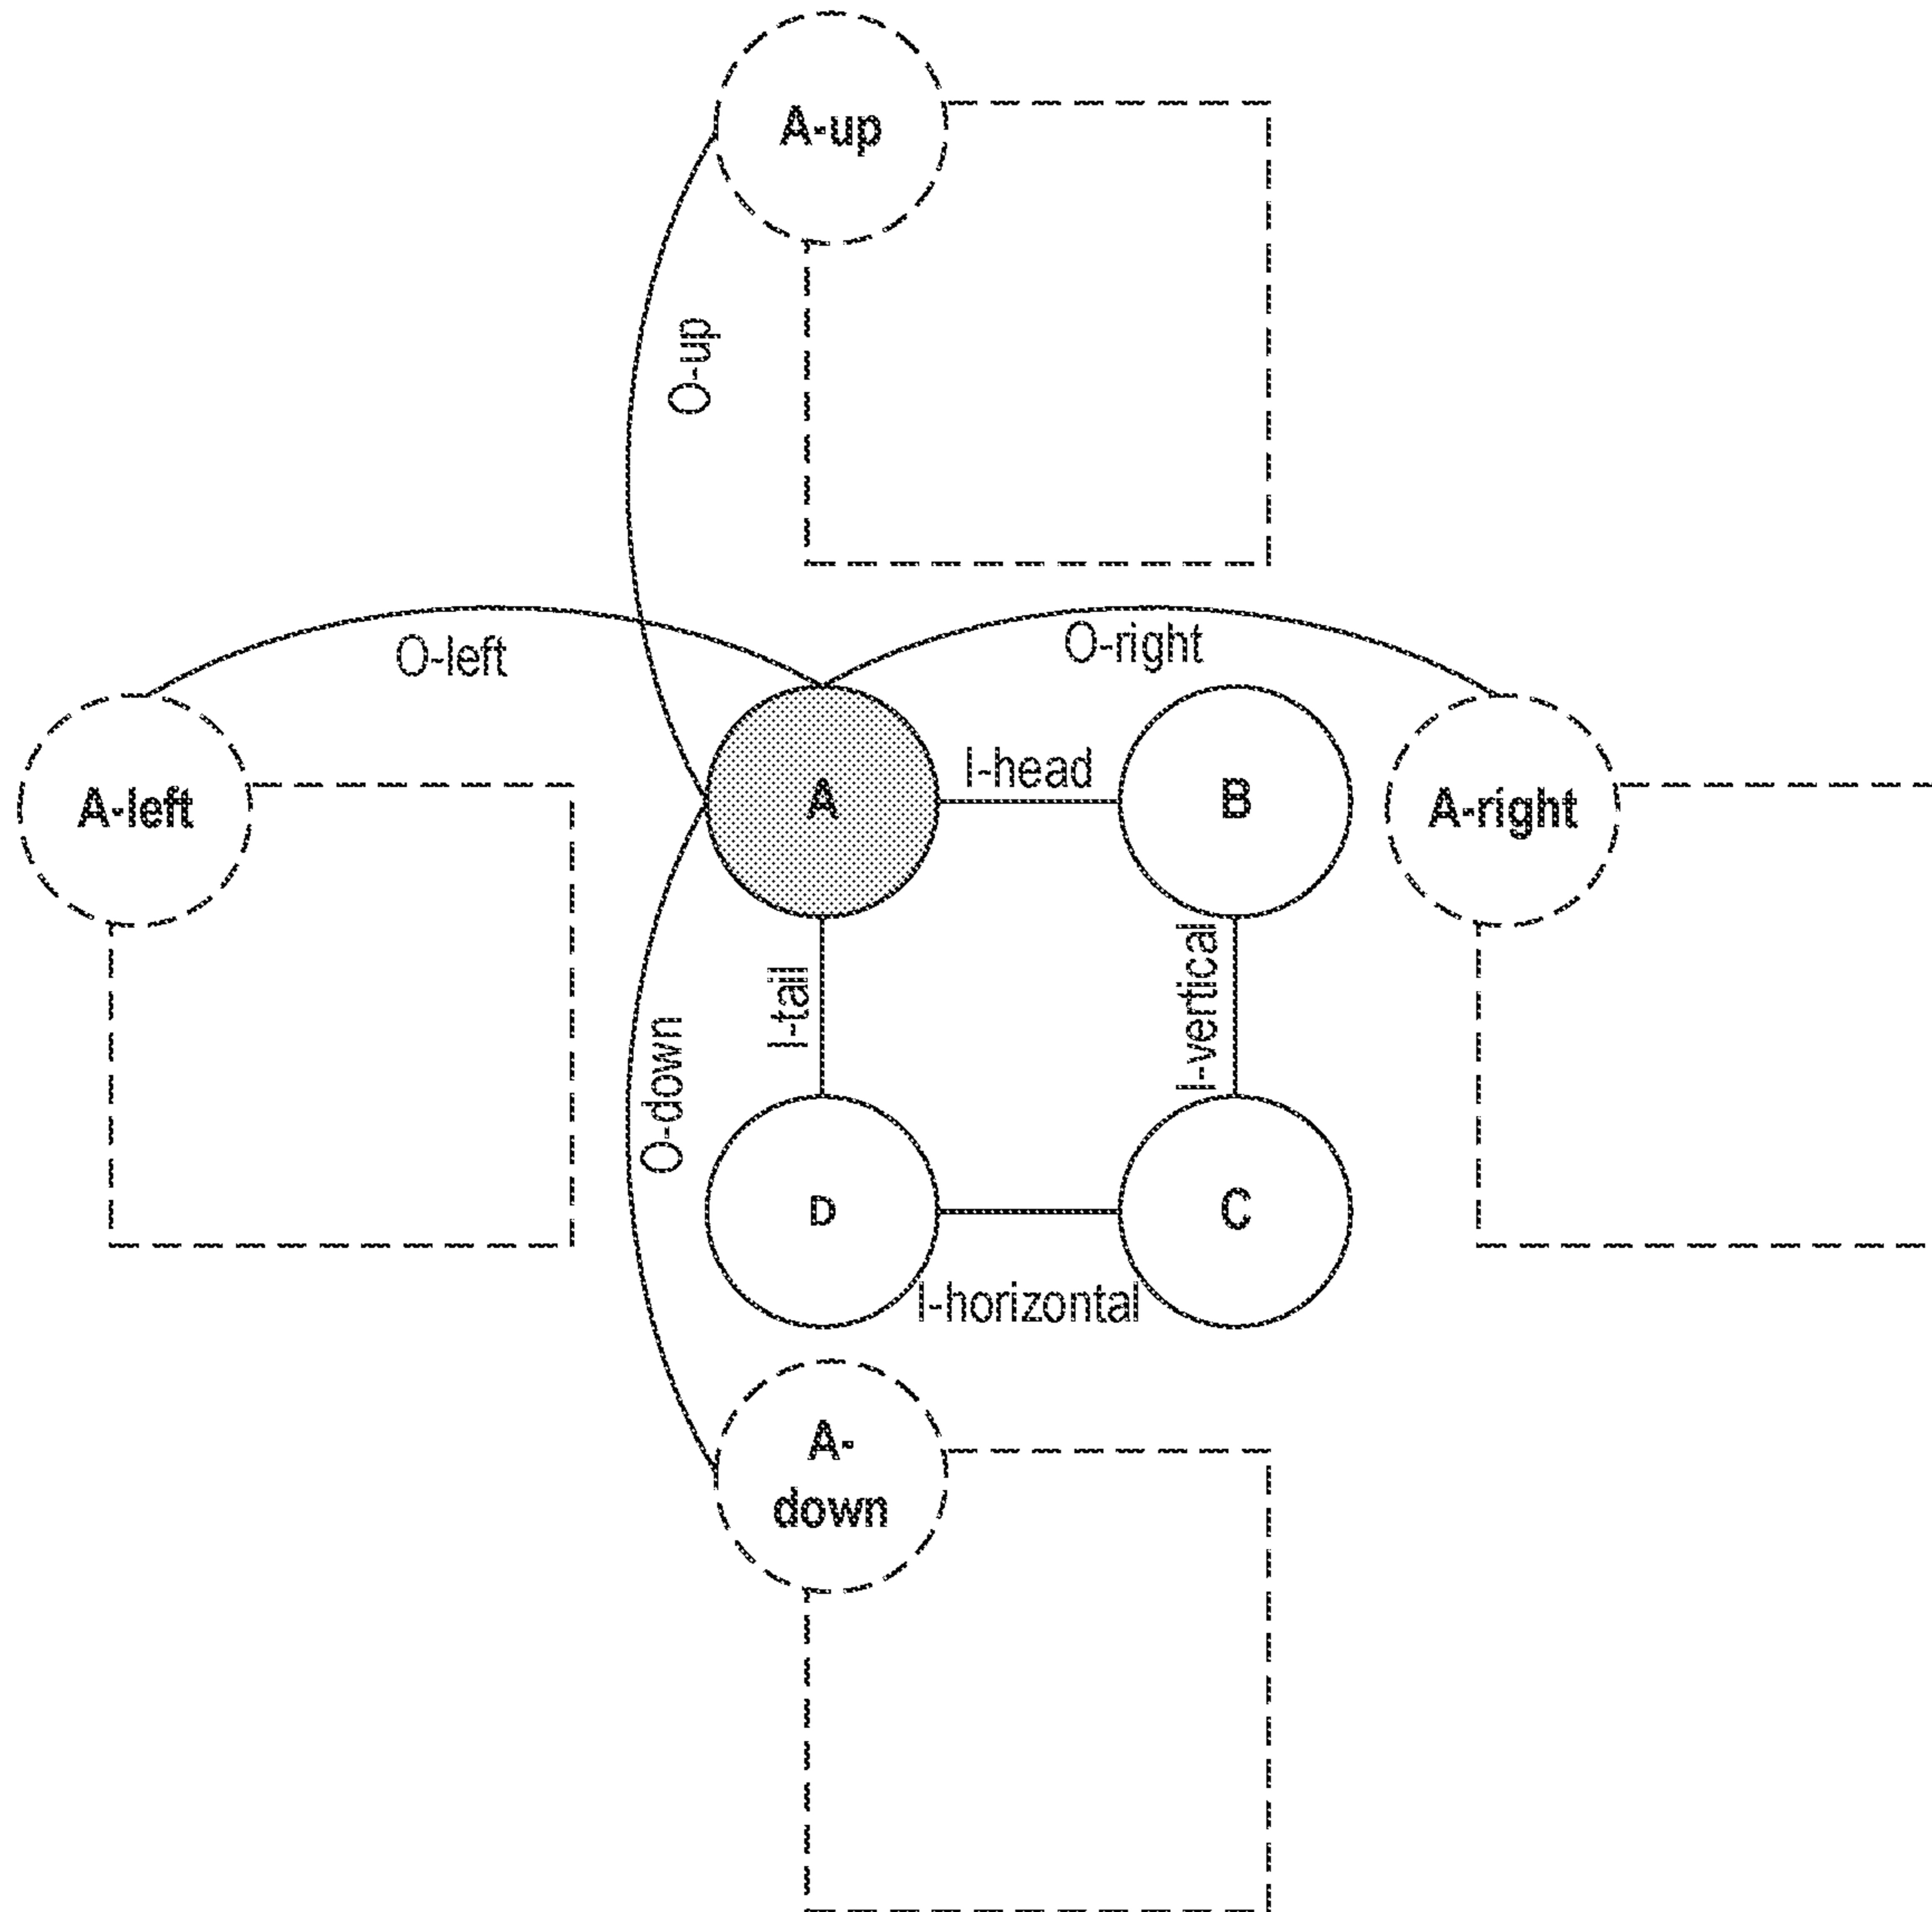 A-up
O-up
O-left
O-right
A-left
A
I-head
B
A-right
I-tail
I-vertical
O-down
D
C
I-horizontal
A-
down